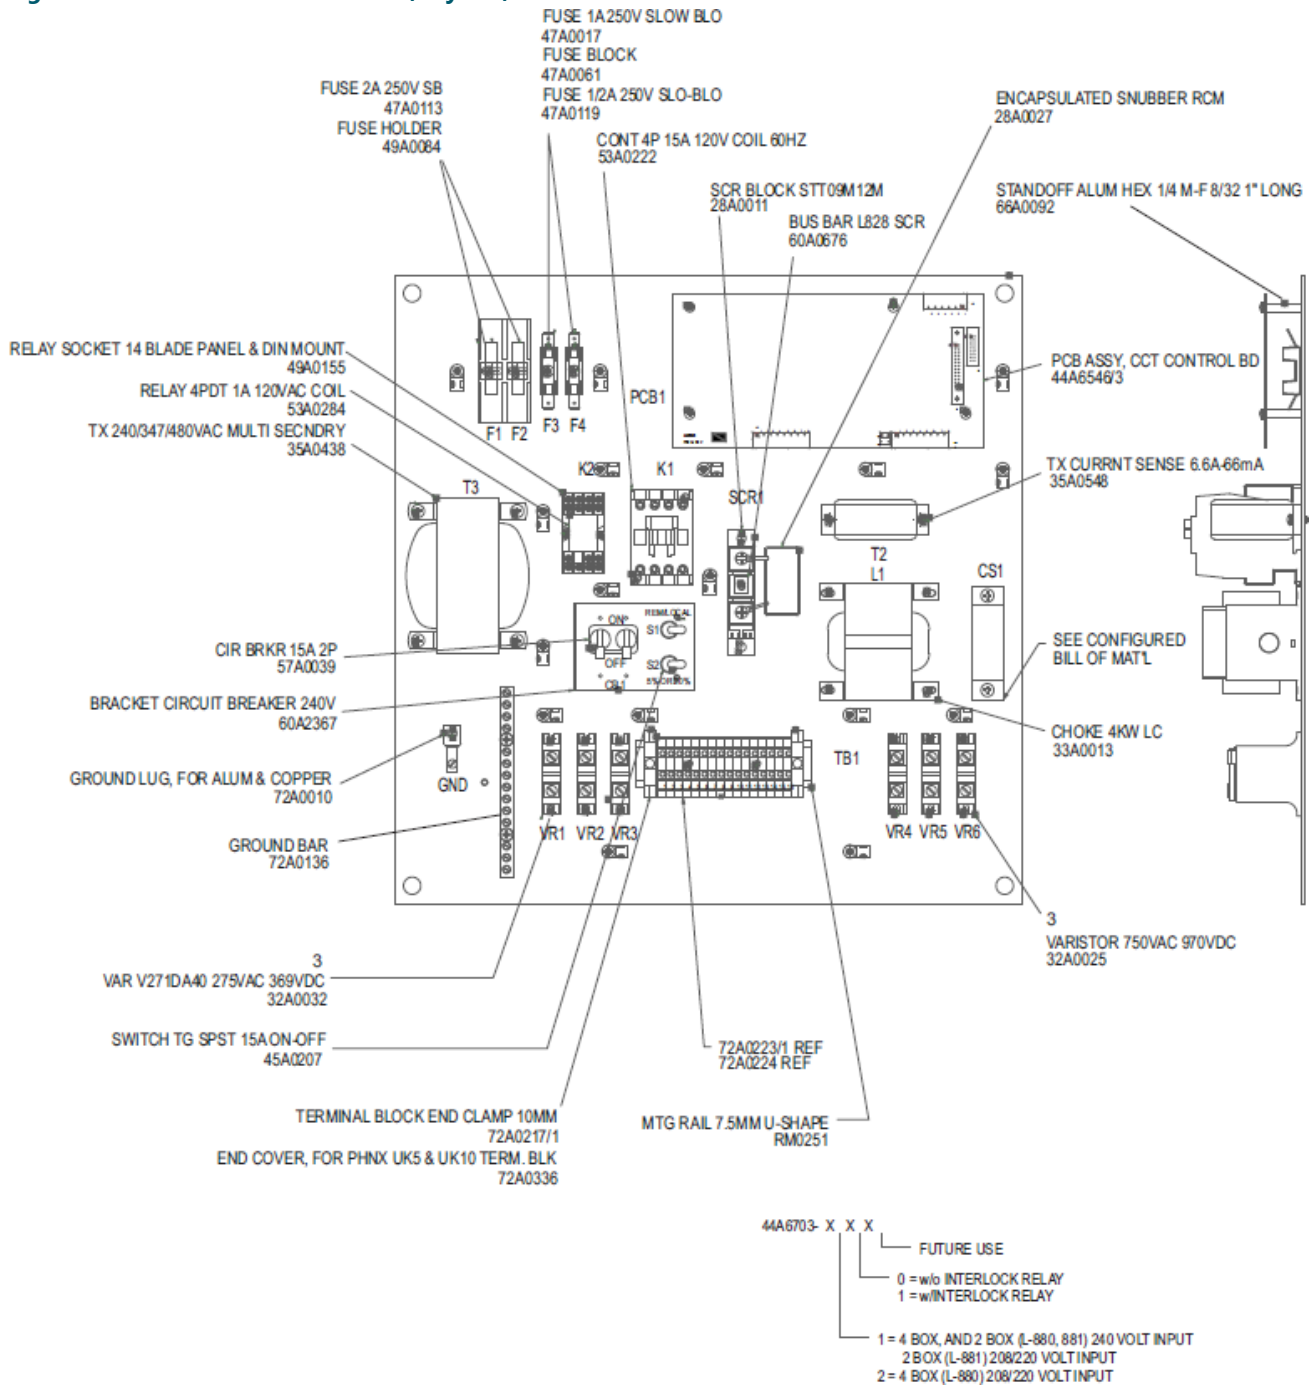 FUSE 1A 250V SLOW BLO
47A0017
FUSE BLOCK
47A0061
FUSE 1/2A 250V SLO-BLO
47A0119
FUSE 2A 250V SB
47A0113
FUSE HOLDER
49A0084
CONT 4P 15A 120V COIL 60HZ
53A0222
ENCAPSULATED SNUBBER RCM
28A0027
SCR BLOCK STT09M12M
28A0011
BUS BAR L828 SCR
60A0676
STANDOFF ALUM HEX 1/4 M-F 8/32 1" LONG
66A0092
RELAY SOCKET 14 BLADE PANEL & DIN MOUNT
49A0155
RELAY 4PDT 1A 120VAC COIL
53A0284
TX 240/347/480VAC MULTI SECNDRY
35A0438
PCB ASSY, CCT CONTROL BD
44A6546/3
PCB1
F1 F2 F3 F4
K2 K1
TX CURRNT SENSE 6.6A-66mA
35A0548
T3
SCR1
T2
L1
CS1
ON
REM/LOCAL
S1
OFF
S2
CB1
CIR BRKR 15A 2P
57A0039
SEE CONFIGURED
BILL OF MAT'L
BRACKET CIRCUIT BREAKER 240V
60A2367
CHOKE 4KW LC
33A0013
TB1
GND
GROUND LUG, FOR ALUM & COPPER
72A0010
VR1 VR2 VR3
VR4 VR5 VR6
GROUND BAR
72A0136
3
VARISTOR 750VAC 970VDC
32A0025
3
VAR V271DA40 275VAC 369VDC
32A0032
SWITCH TG SPST 15A ON-OFF
45A0207
72A0223/1 REF
72A0224 REF
TERMINAL BLOCK END CLAMP 10MM
72A0217/1
MTG RAIL 7.5MM U-SHAPE
RM0251
END COVER, FOR PHNX UK5 & UK10 TERM. BLK
72A0336
44A6703- X X X
FUTURE USE
0 = w/o INTERLOCK RELAY
1 = w/INTERLOCK RELAY
1 = 4 BOX, AND 2 BOX (L-880, 881) 240 VOLT INPUT
2 BOX (L-881) 208/220 VOLT INPUT
2 = 4 BOX (L-880) 208/220 VOLT INPUT